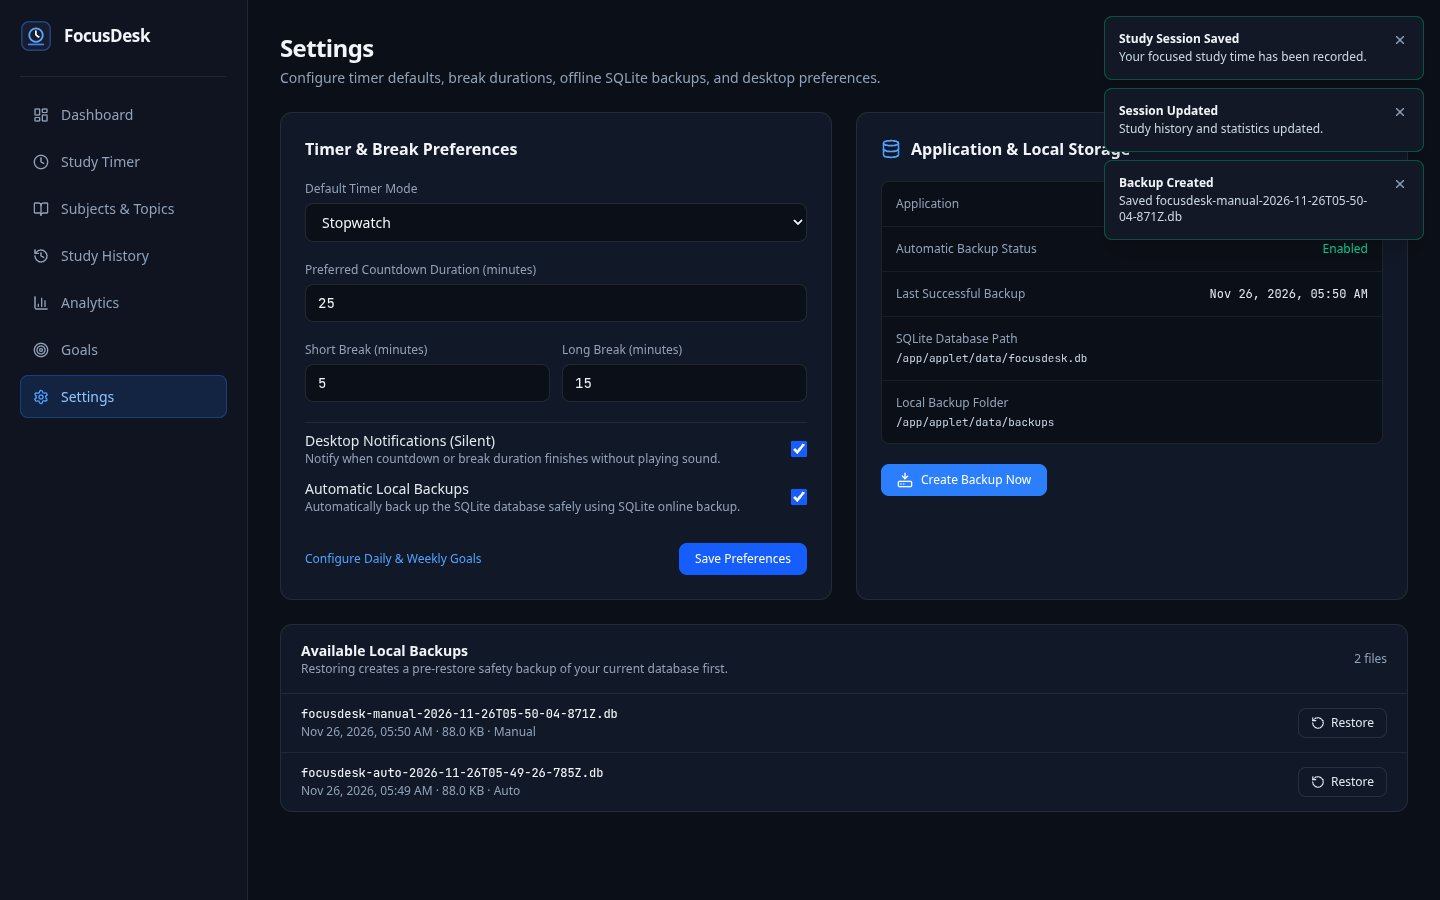 FocusDesk
Dashboard
Study Timer
Subjects & Topics
Study History
Analytics
Goals
Settings
Settings
Configure timer defaults, break durations, offline SQLite backups, and desktop preferences.
Timer & Break Preferences
Default Timer Mode
Stopwatch
Preferred Countdown Duration (minutes)
25
Short Break (minutes)
Long Break (minutes)
5
15
Desktop Notifications (Silent)
Notify when countdown or break duration finishes without playing sound.
Automatic Local Backups
Automatically back up the SQLite database safely using SQLite online backup.
Configure Daily & Weekly Goals
Save Preferences
Application & Local Storage
Application
Automatic Backup Status
Enabled
Last Successful Backup
Nov 26, 2026, 05:50 AM
SQLite Database Path
/app/applet/data/focusdesk.db
Local Backup Folder
/app/applet/data/backups
Create Backup Now
Study Session Saved
Your focused study time has been recorded.
Session Updated
Study history and statistics updated.
Backup Created
Saved focusdesk-manual-2026-11-26T05-50-
04-871Z.db
Available Local Backups
Restoring creates a pre-restore safety backup of your current database first.
2 files
focusdesk-manual-2026-11-26T05-50-04-871Z.db
Nov 26, 2026, 05:50 AM · 88.0 KB · Manual
Restore
focusdesk-auto-2026-11-26T05-49-26-785Z.db
Nov 26, 2026, 05:49 AM · 88.0 KB · Auto
Restore